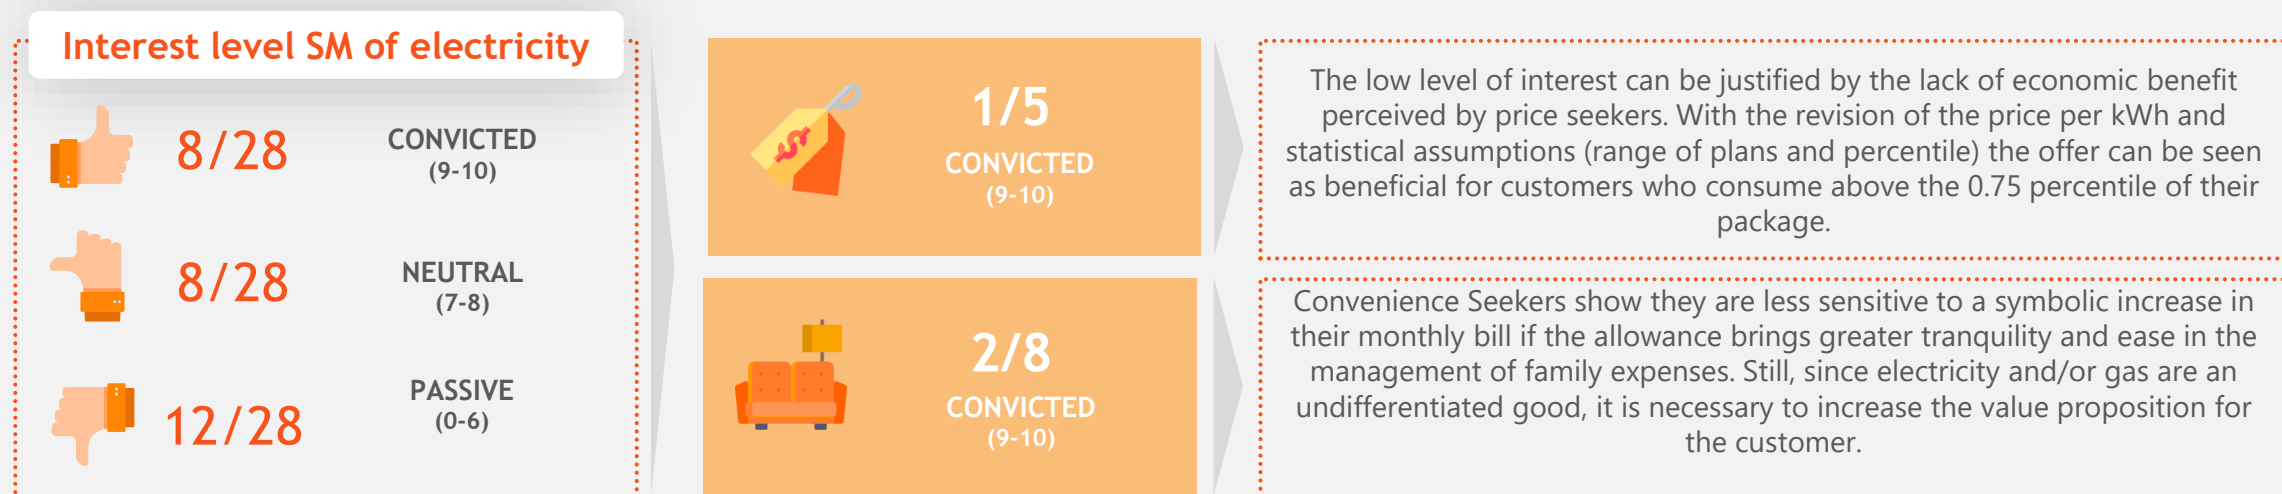 Interest level SM of electricity
8/28
CONVICTED
(9-10)
8/28
NEUTRAL
(7-8)
12/28
PASSIVE
(0-6)
$
1/5
CONVICTED
(9-10)
2/8
CONVICTED
(9-10)
The low level of interest can be justified by the lack of economic benefit
perceived by price seekers. With the revision of the price per kWh and
statistical assumptions (range of plans and percentile) the offer can be seen
as beneficial for customers who consume above the 0.75 percentile of their
package.
Convenience Seekers show they are less sensitive to a symbolic increase in
their monthly bill if the allowance brings greater tranquility and ease in the
management of family expenses. Still, since electricity and/or gas are an
undifferentiated good, it is necessary to increase the value proposition for
the customer.